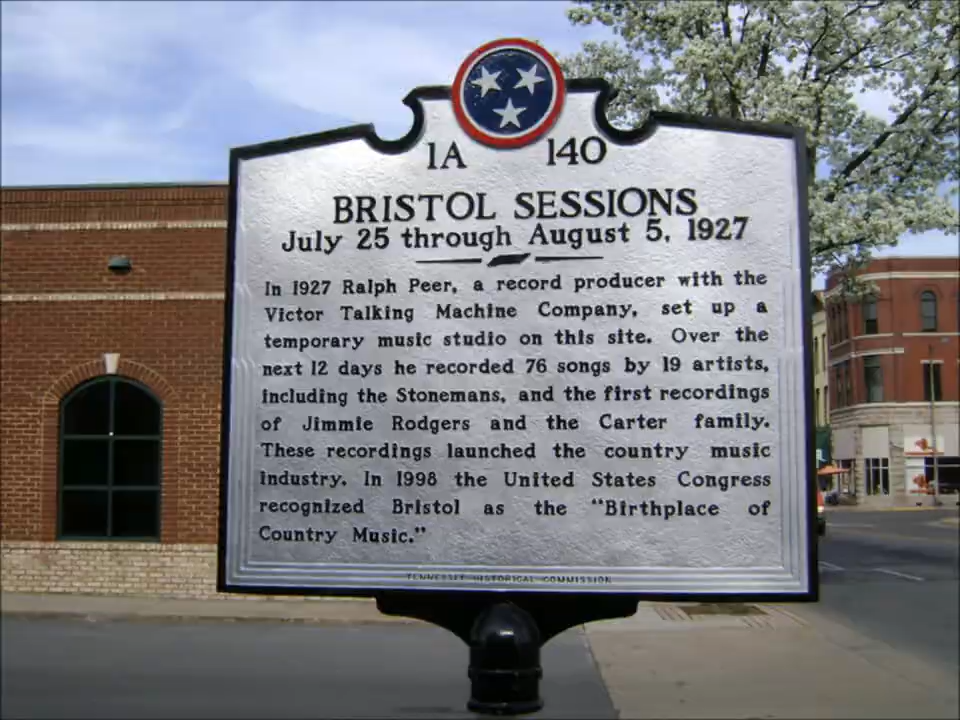 1A 140
BRISTOL SESSIONS
July 25 through August 5, 1927
In 1927 Ralph Peer, a record producer with the
Victor Talking Machine Company, set up a
temporary music studio on this site. Over the
next 12 days he recorded 76 songs by 19 artists,
including the Stonemans, and the first recordings
of Jimmie Rodgers and the Carter family.
These recordings launched the country music
industry. In 1998 the United States Congress
recognized Bristol as the "Birthplace of
Country Music."
TENNESSEE HISTORICAL COMMISSION